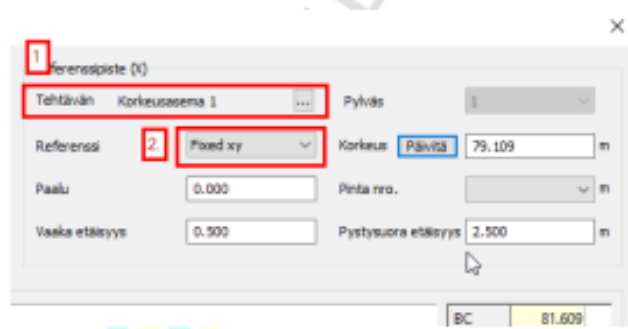 1
ferenssipiste (X)
Tehtävän Korkeusasema 1 ... Pylväs 1
Referenssi 2. Fixed xy Korkeus Päivitä 79.109 m
Paalu 0.000 Pinta nro. m
Vaaka etäisyys 0.500 Pystysuora etäisyys 2.500 m
BC 81.609